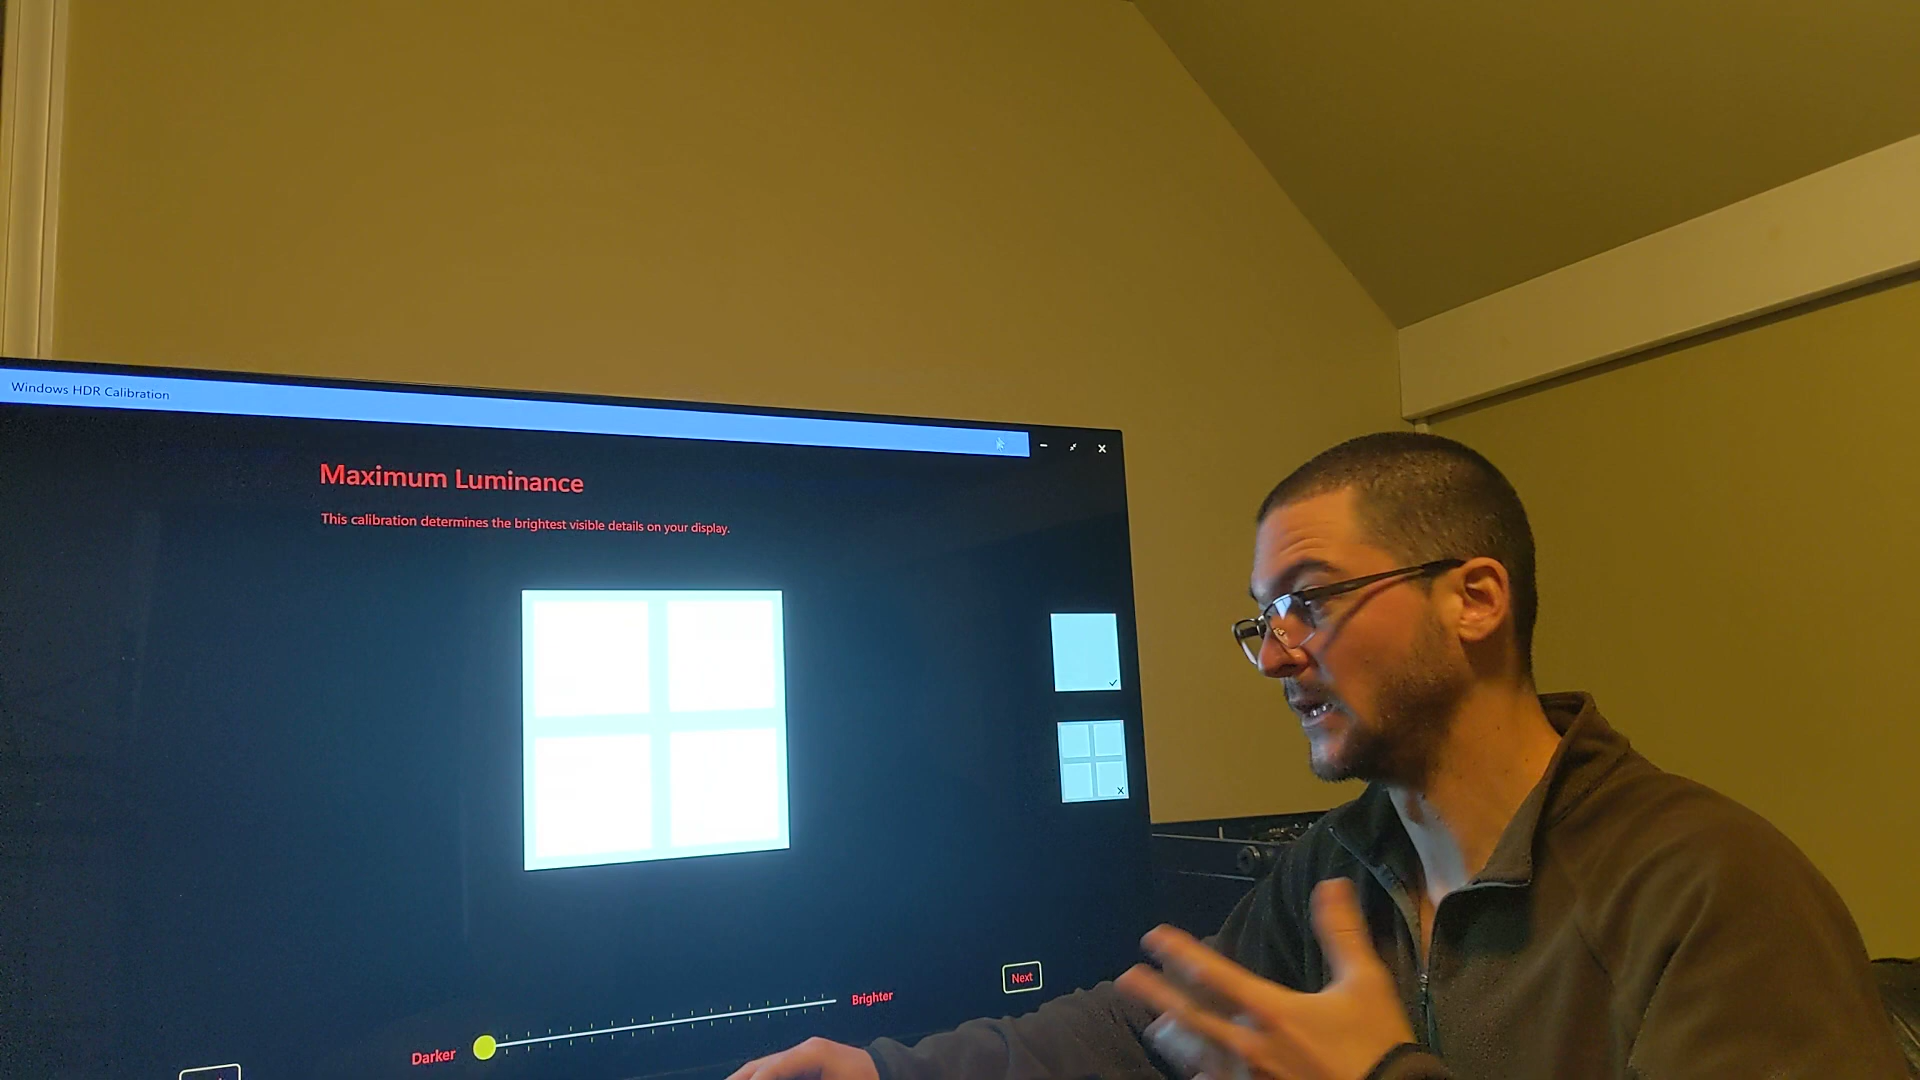 Windows HDR Calibration
Maximum Luminance
This calibration determines the brightest visible details on your display.
Next
Brighter
Darker